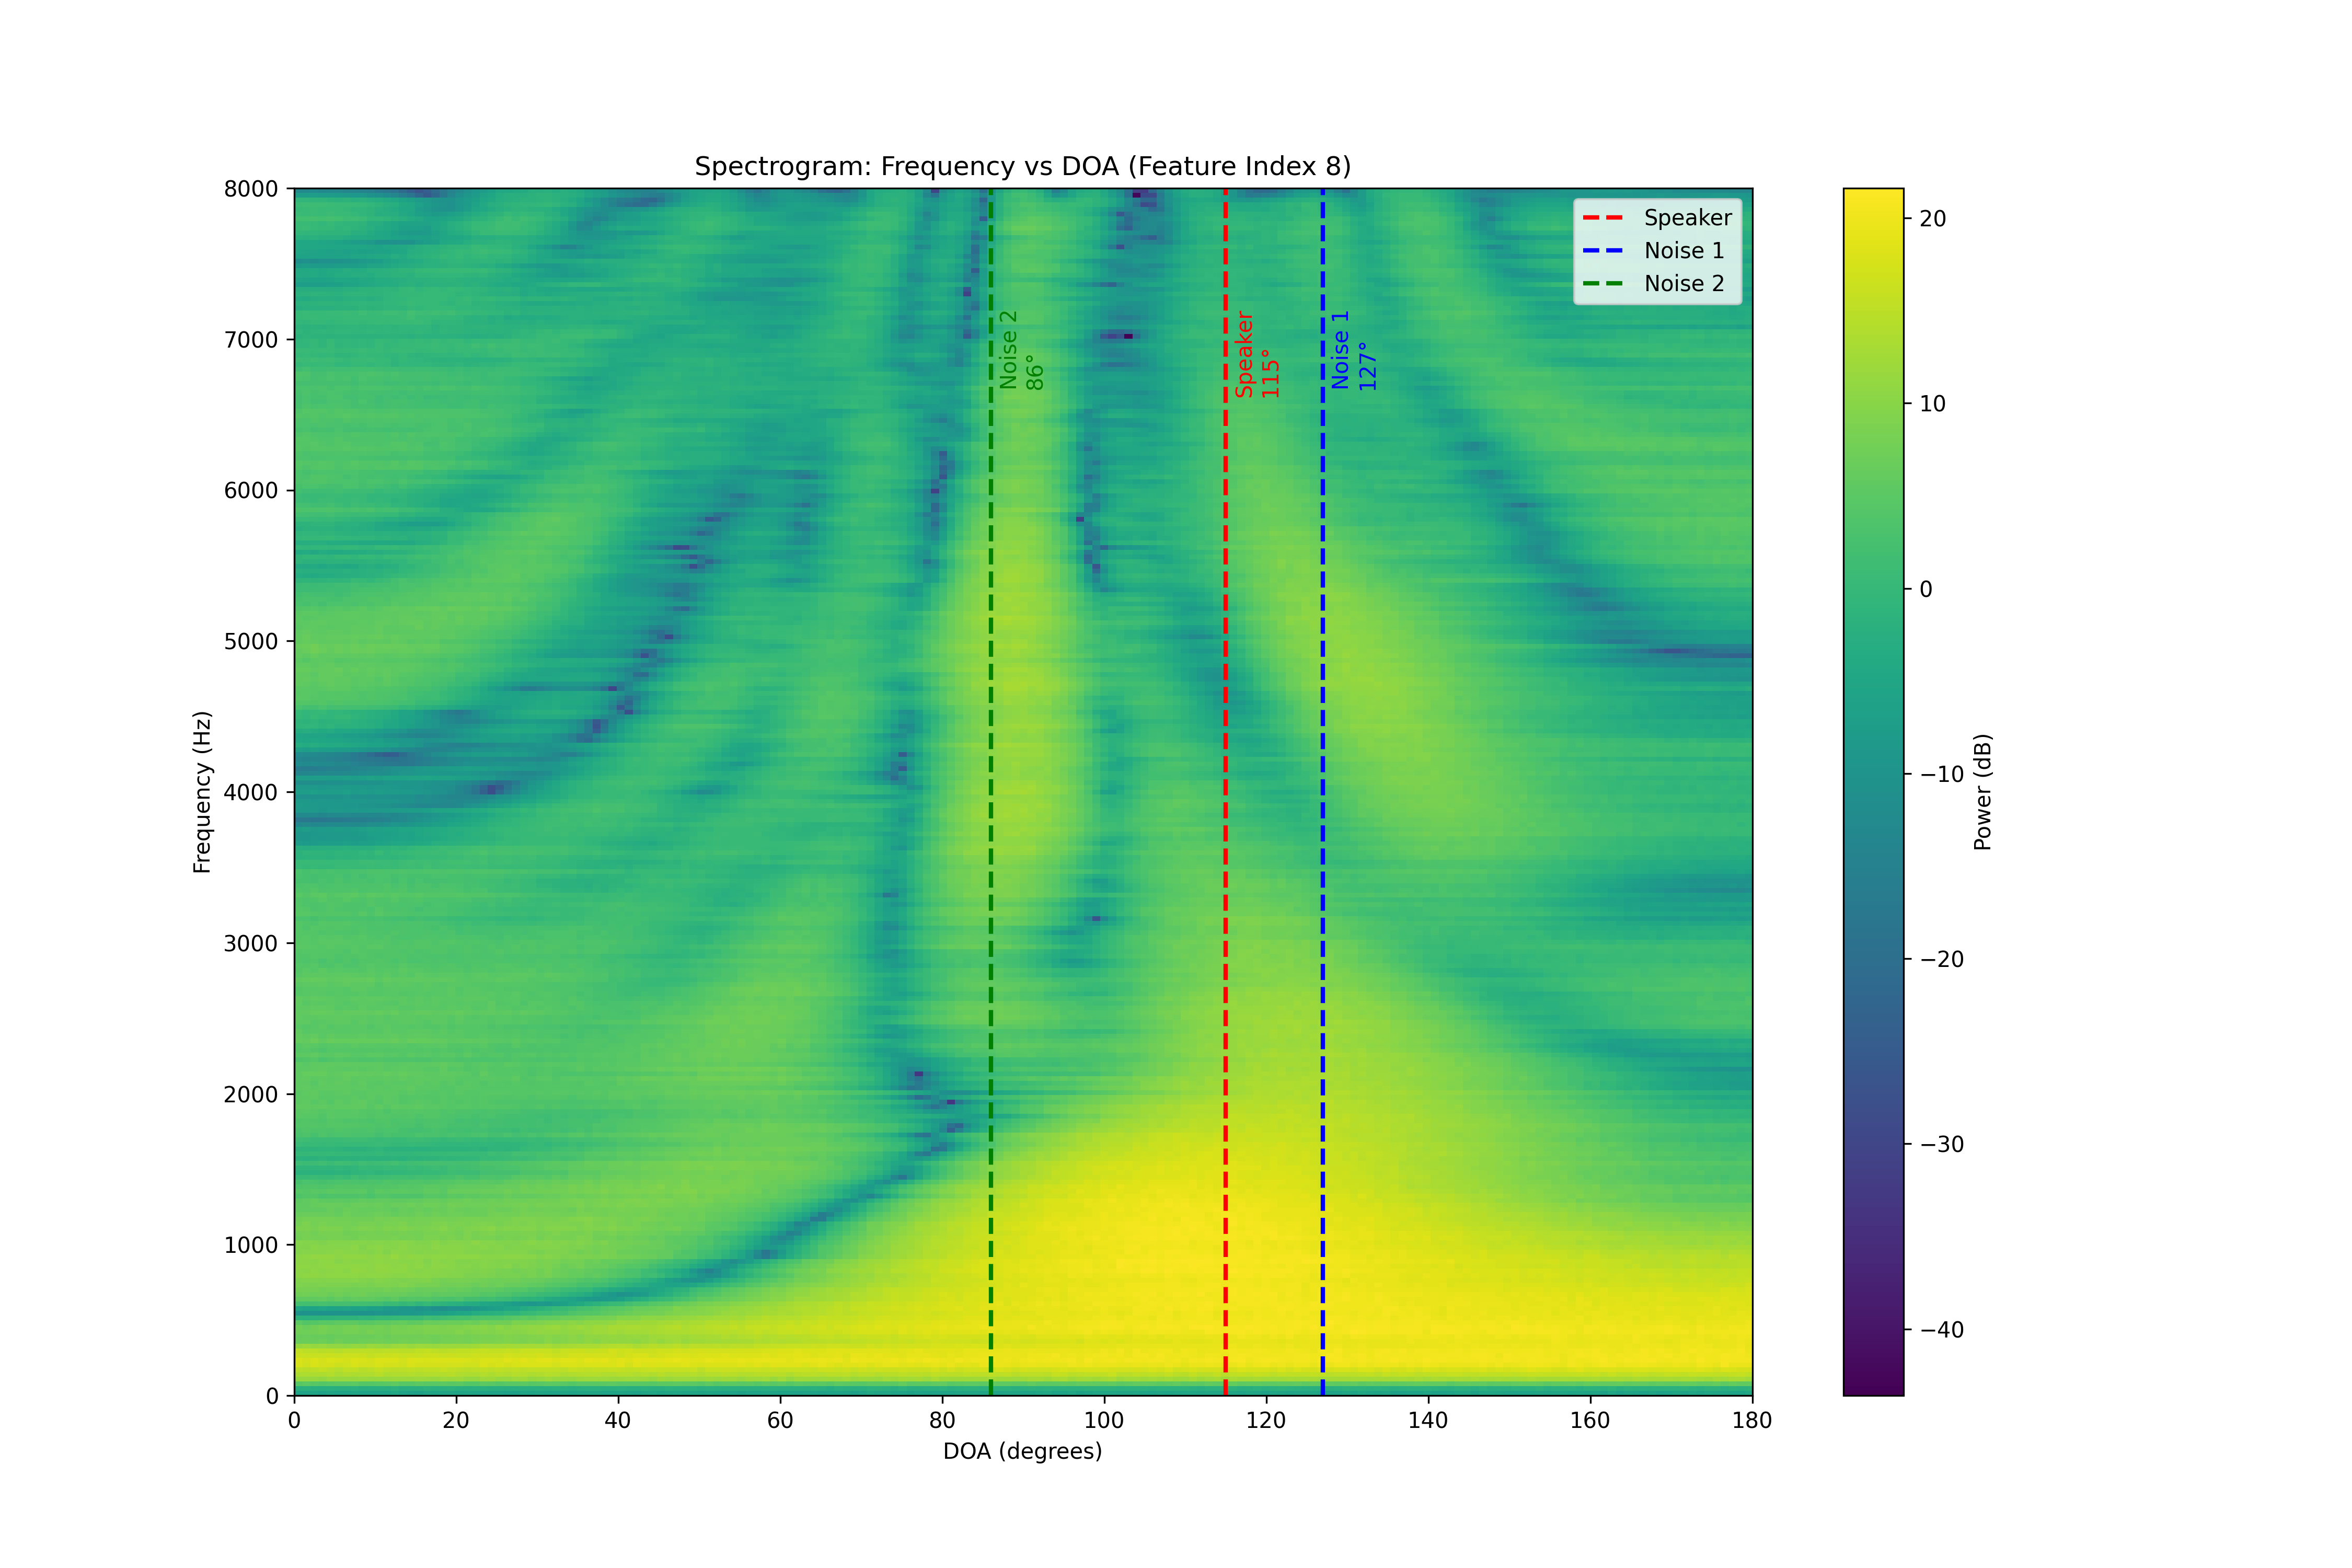 Spectrogram: Frequency vs DOA (Feature Index 8)
Frequency (Hz)
8000
7000
6000
5000
4000
3000
2000
1000
0
0
20
40
60
80
100
120
140
160
180
DOA (degrees)
Noise 2
86°
Speaker
115°
Noise 1
127°
Speaker
Noise 1
Noise 2
20
10
0
−10
−20
−30
−40
Power (dB)